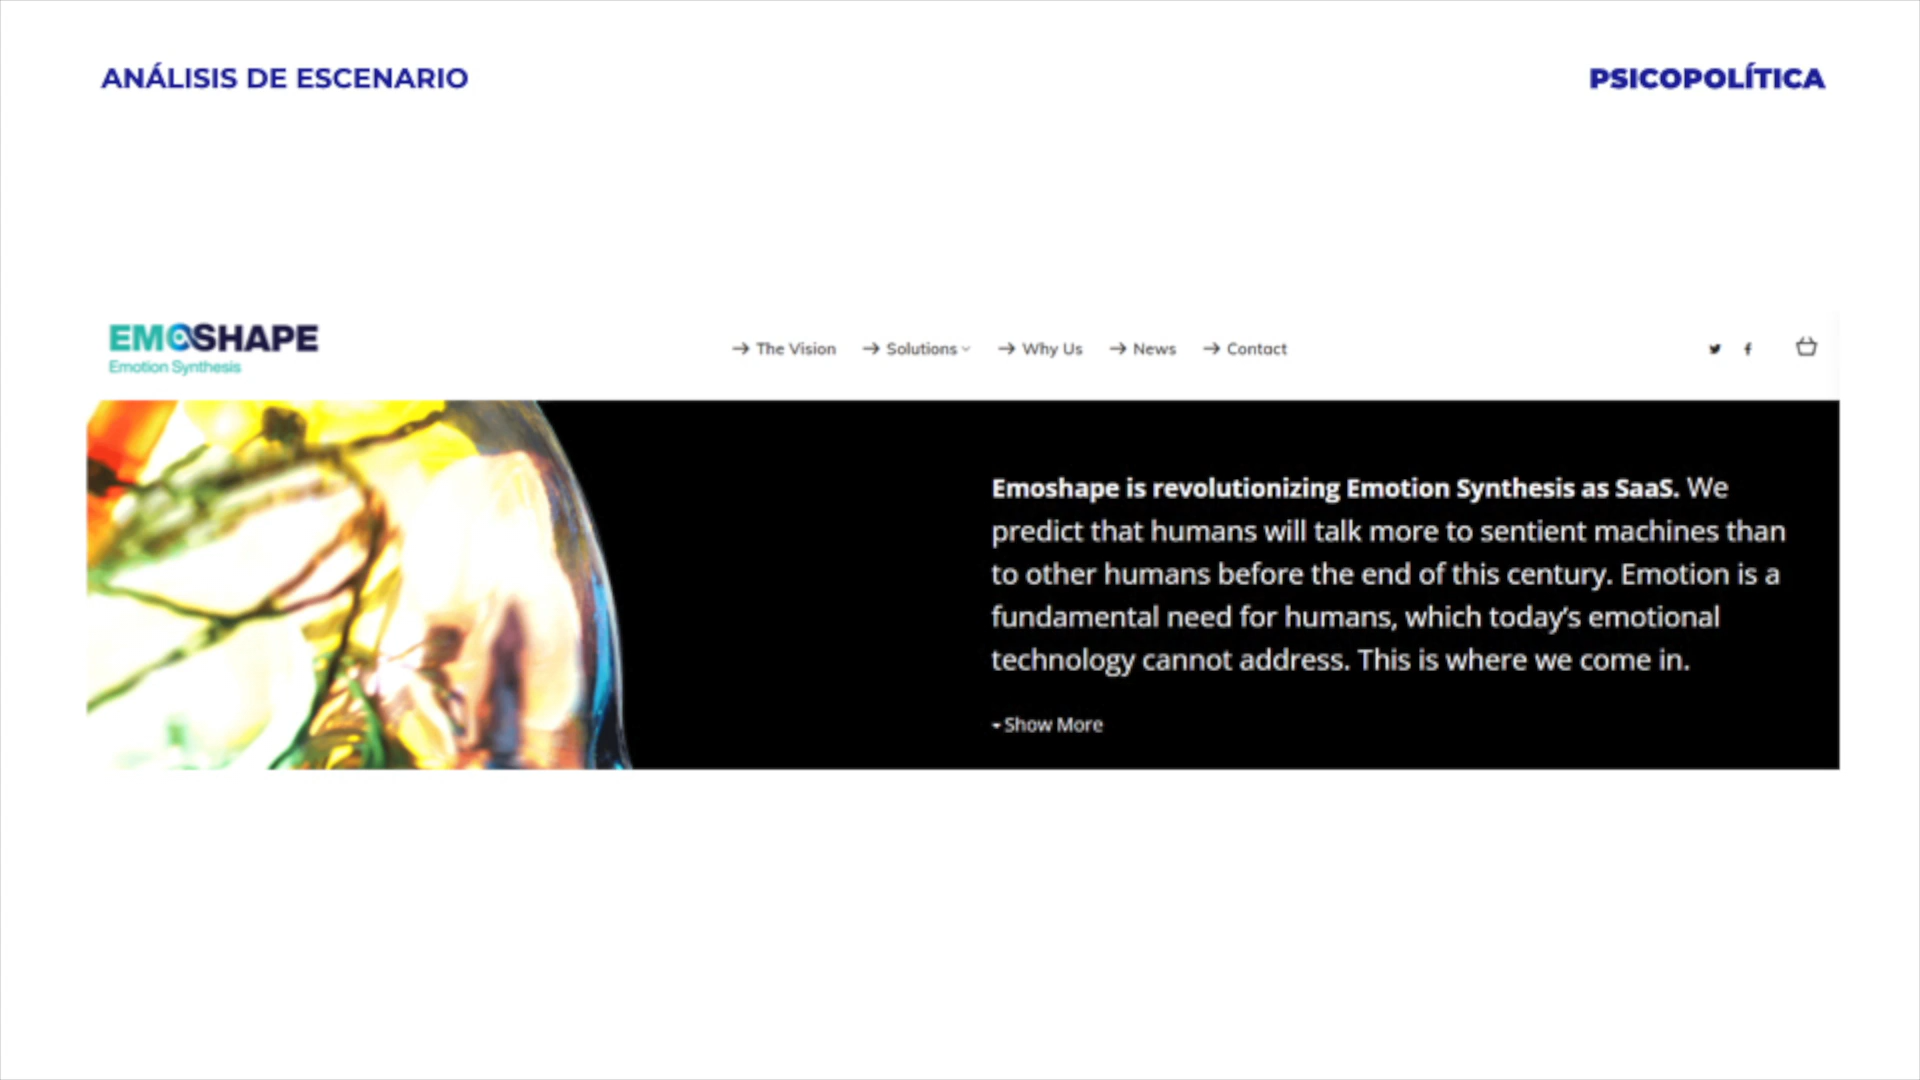 ANÁLISIS DE ESCENARIO
PSICOPOLÍTICA
EMOSHAPE
Emotion Synthesis
The Vision
Solutions
Why Us
News
Contact
Emoshape is revolutionizing Emotion Synthesis as SaaS. We
predict that humans will talk more to sentient machines than
to other humans before the end of this century. Emotion is a
fundamental need for humans, which today’s emotional
technology cannot address. This is where we come in.
Show More